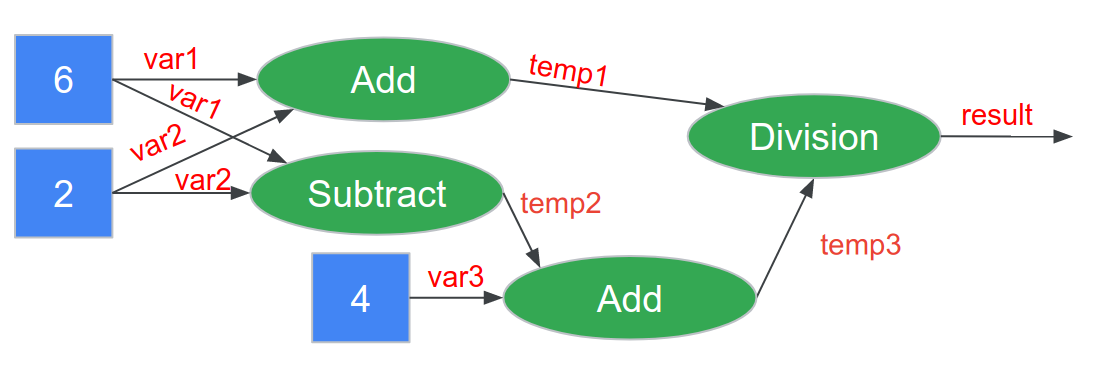 6
var1
Add
temp1
var1
Division
result
2
var2
var2
Subtract
temp2
temp3
4
var3
Add